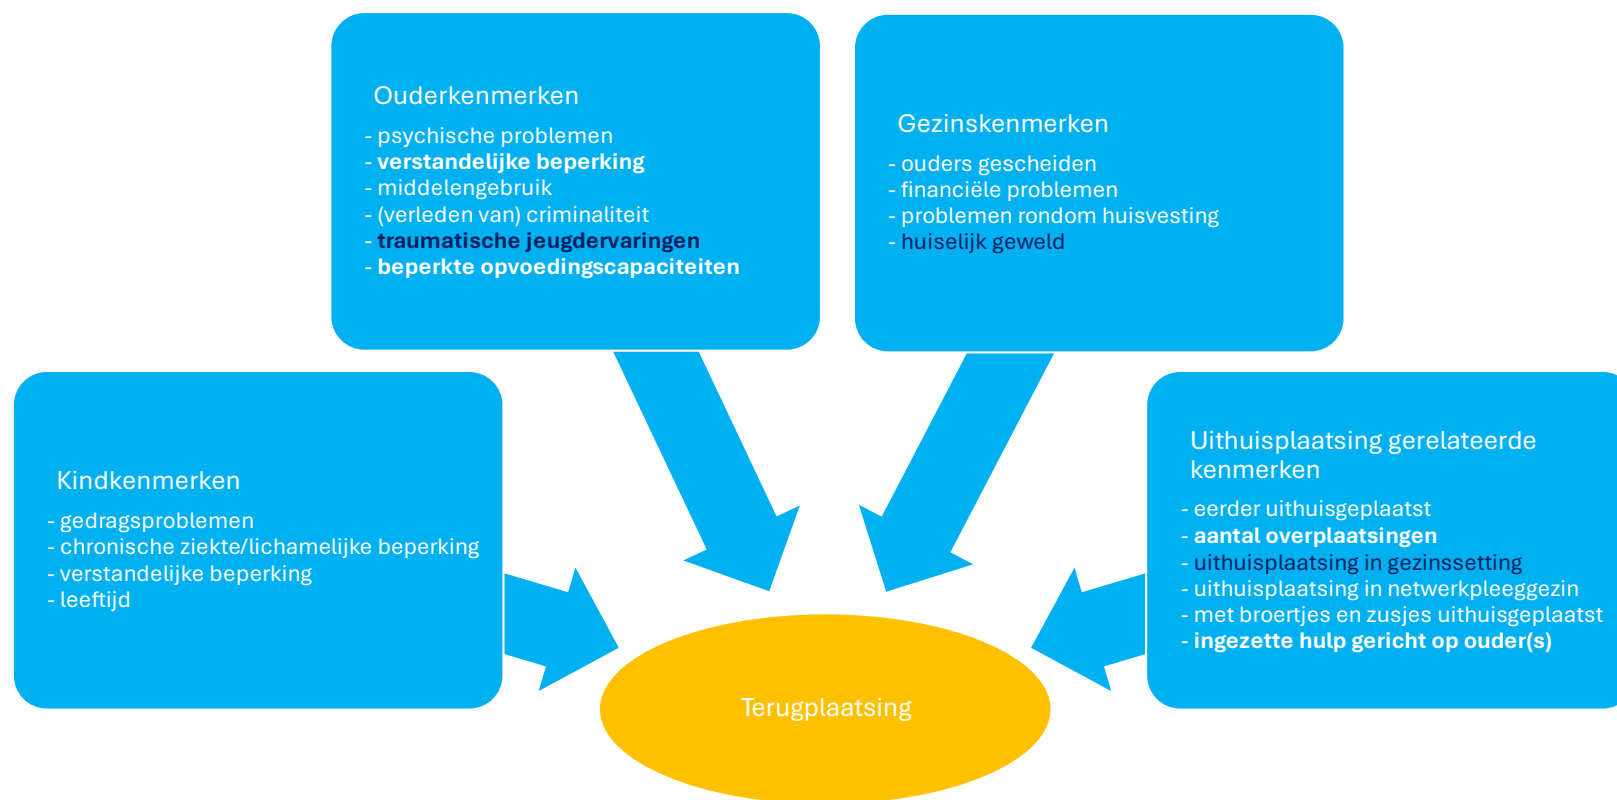 Ouderkenmerken
- psychische problemen
- verstandelijke beperking
- middelengebruik
- (verleden van) criminaliteit
- traumatische jeugdervaringen
- beperkte opvoedingscapaciteiten
Gezinskenmerken
- ouders gescheiden
- financiële problemen
- problemen rondom huisvesting
- huiselijk geweld
Kindkenmerken
- gedragsproblemen
- chronische ziekte/lichamelijke beperking
- verstandelijke beperking
- leeftijd
Uithuisplaatsing gerelateerde
kenmerken
- eerder uithuisgeplaatst
- aantal overplaatsingen
- uithuisplaatsing in gezinssetting
- uithuisplaatsing in netwerkpleeggezin
- met broertjes en zusjes uithuisgeplaatst
- ingezette hulp gericht op ouder(s)
Terugplaatsing